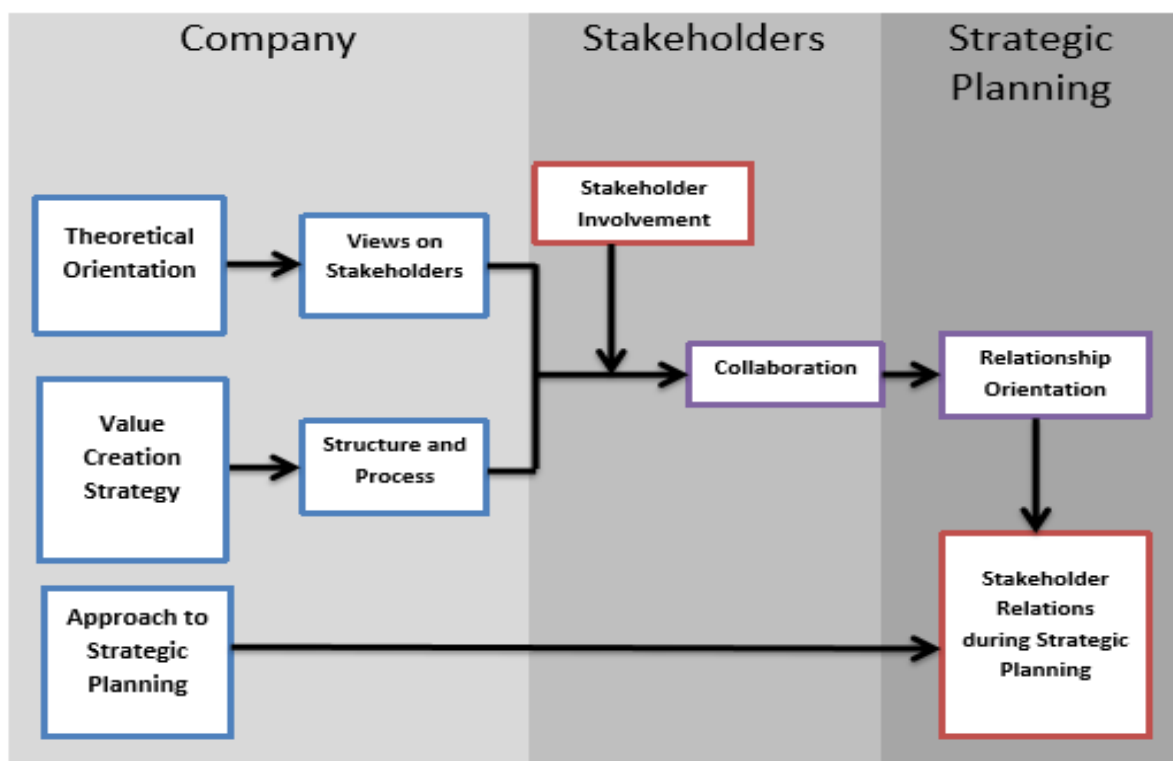 Company
Stakeholders
Strategic
Planning
Stakeholder
Involvement
Theoretical
Orientation
Views on
Stakeholders
Collaboration
Relationship
Orientation
Value
Creation
Strategy
Structure and
Process
Approach to
Strategic
Planning
Stakeholder
Relations
during Strategic
Planning